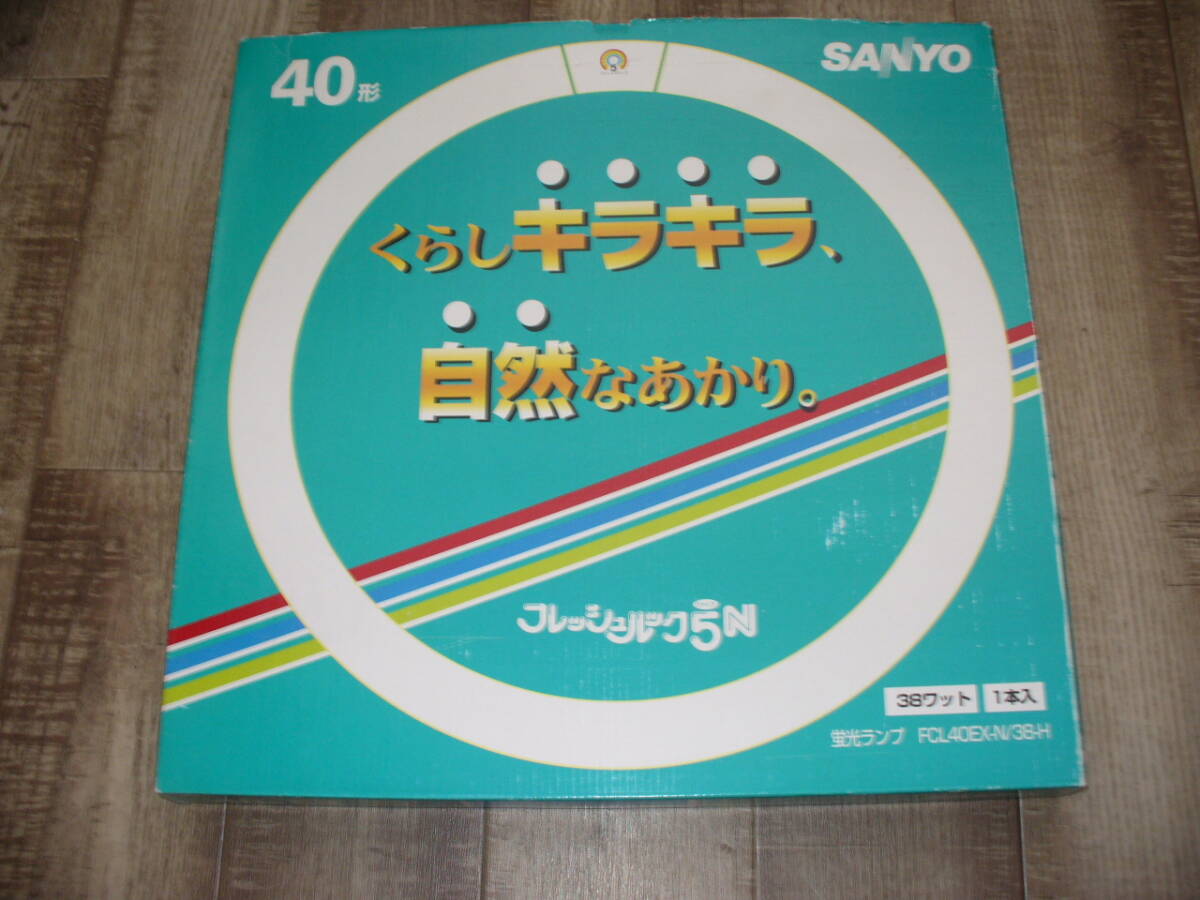 40形
SANYO
5
くらしキラキラ、
自然なあかり。
フレッシュルック5N
38ワット 1本入
蛍光ランプ FCL40EX-N/38-H